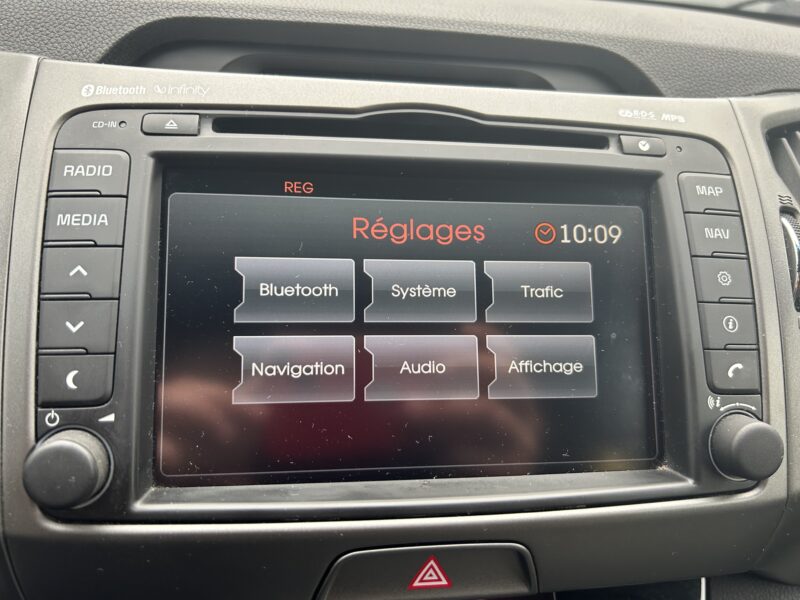 Bluetooth infinity
R·D·S MP3
CD-IN
RADIO
MEDIA
MAP
NAV
REG
Réglages 10:09
Bluetooth Système Trafic
Navigation Audio Affichage